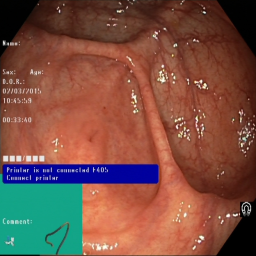 Name:
Sex: Age:
D.O.B.:
02/03/2015
10:45:59
-
00:33:40
███/███
Printer is not connected F405
Connect printer
Comment: